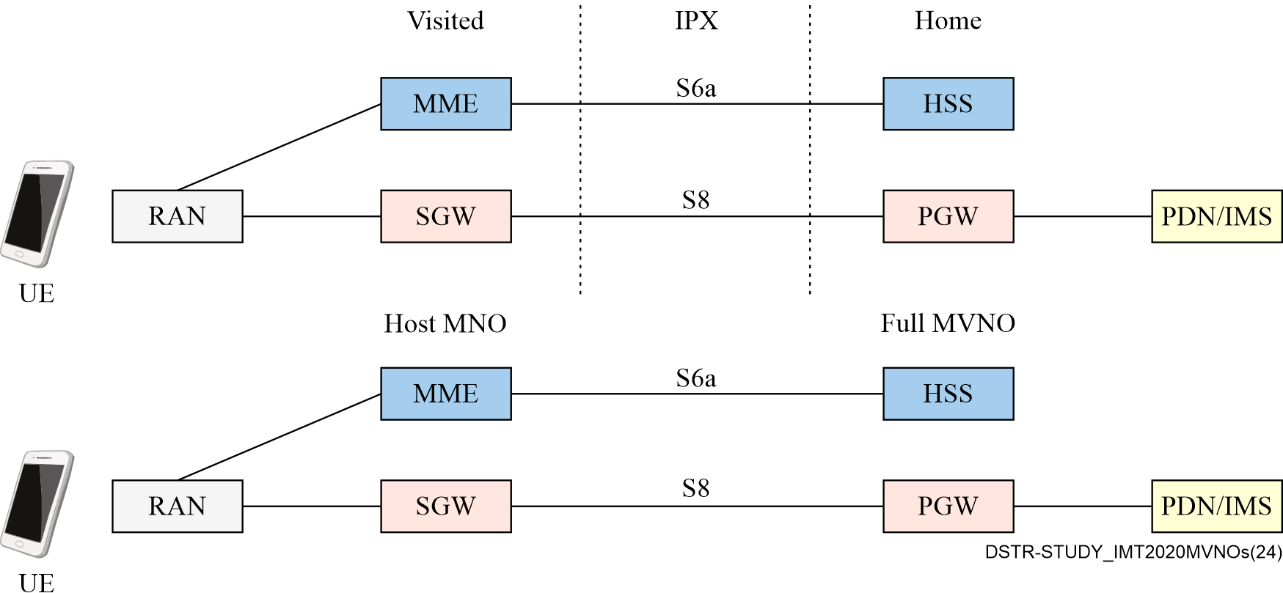 Visited IPX Home
MME S6a HSS
RAN SGW S8 PGW PDN/IMS
UE
Host MNO Full MVNO
MME S6a HSS
RAN SGW S8 PGW PDN/IMS
DSTR-STUDY_IMT2020MVNOs(24)
UE